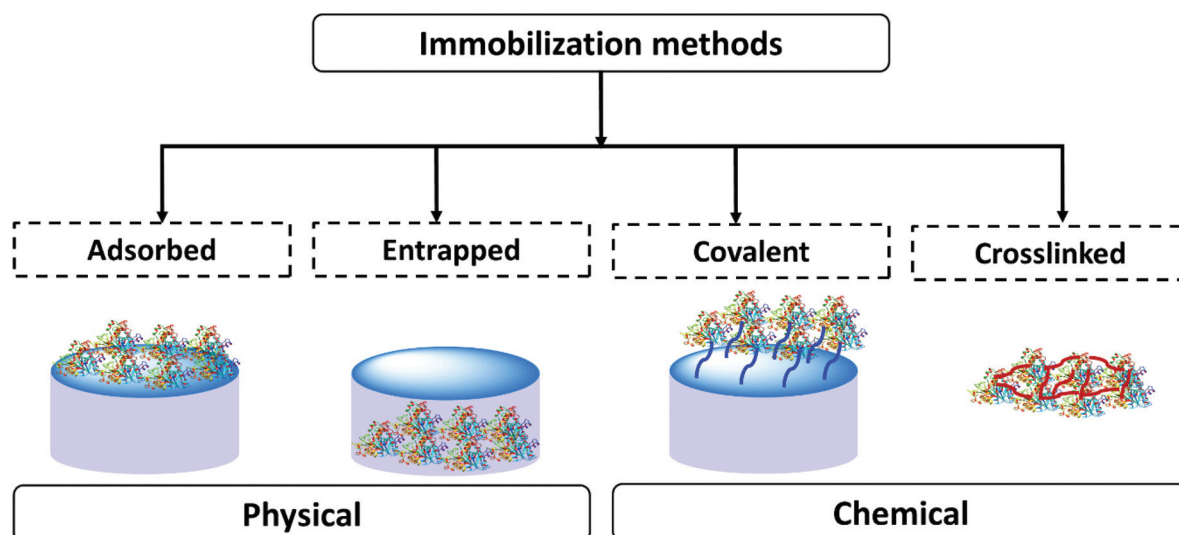 Immobilization methods
Adsorbed
Entrapped
Covalent
Crosslinked
Physical
Chemical